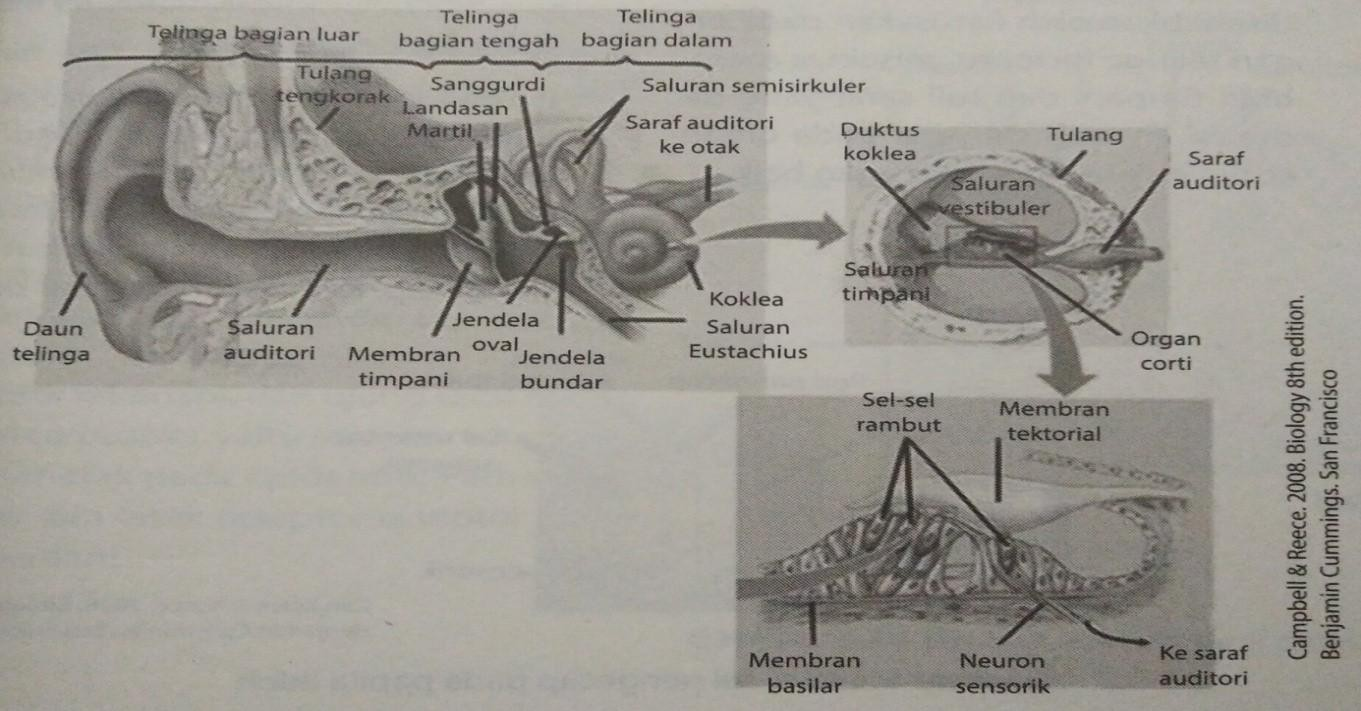 Telinga bagian luar
Telinga
bagian tengah
Telinga
bagian dalam
Tulang
tengkorak
Sanggurdi
Landasan
Martil
Saluran semisirkuler
Saraf auditori
ke otak
Daun
telinga
Saluran
auditori
Membran
timpani
Jendela
oval
Jendela
bundar
Koklea
Saluran
Eustachius
Duktus
koklea
Tulang
Saraf
auditori
Saluran
vestibuler
Saluran
timpani
Organ
corti
Sel-sel
rambut
Membran
tektorial
Membran
basilar
Neuron
sensorik
Ke saraf
auditori
Campbell & Reece. 2008. Biology 8th edition.
Benjamin Cummings. San Francisco